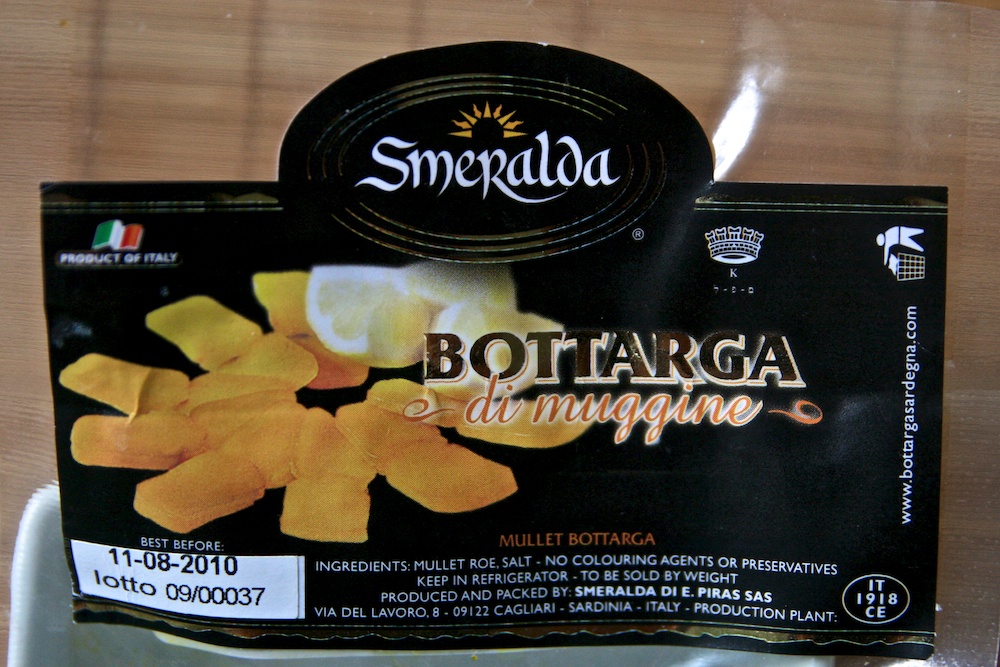 Smeralda
®
PRODUCT OF ITALY
K
ל - פ - ם
BOTTARGA
di muggine
www.bottargasardegna.com
BEST BEFORE:
11-08-2010
lotto 09/00037
MULLET BOTTARGA
INGREDIENTS: MULLET ROE, SALT - NO COLOURING AGENTS OR PRESERVATIVES
KEEP IN REFRIGERATOR - TO BE SOLD BY WEIGHT
PRODUCED AND PACKED BY: SMERALDA DI E. PIRAS SAS
VIA DEL LAVORO, 8 - 09122 CAGLIARI - SARDINIA - ITALY - PRODUCTION PLANT:
IT
1918
CE